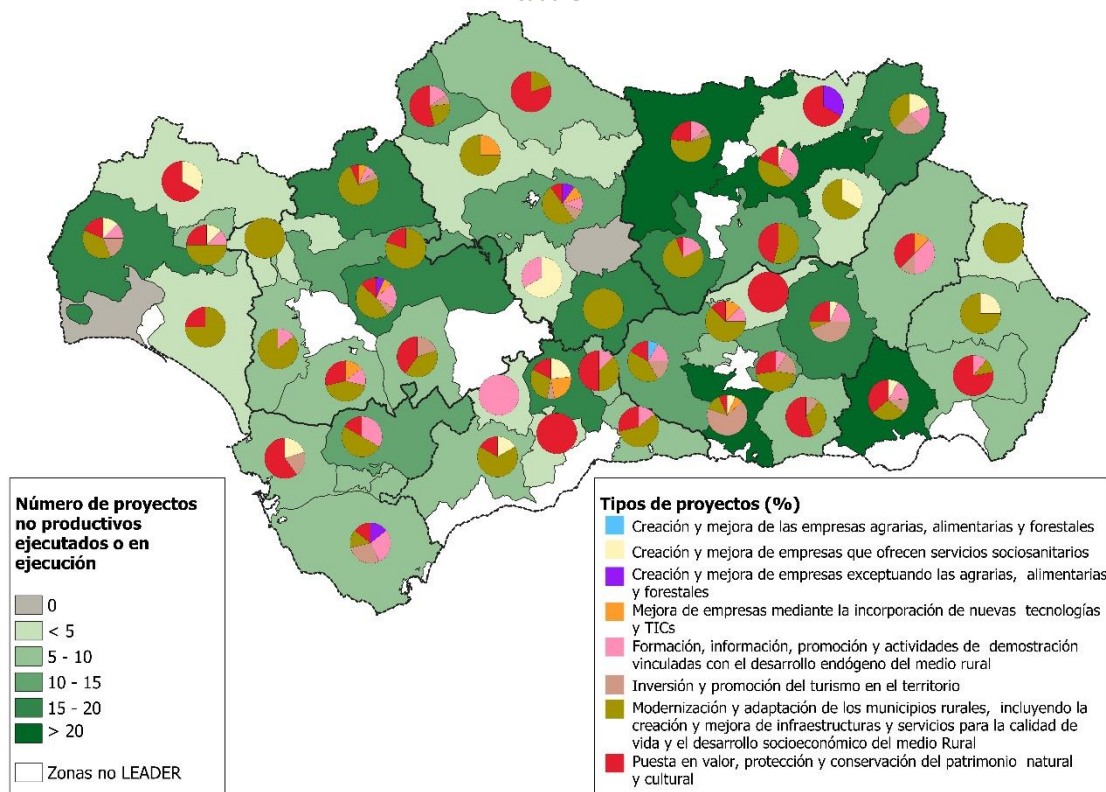 Número de proyectos
no productivos
ejecutados o en
ejecución
0
< 5
5 - 10
10 - 15
15 - 20
> 20
Zonas no LEADER
Tipos de proyectos (%)
Creación y mejora de las empresas agrarias, alimentarias y forestales
Creación y mejora de empresas que ofrecen servicios sociosanitarios
Creación y mejora de empresas exceptuando las agrarias, alimentarias
y forestales
Mejora de empresas mediante la incorporación de nuevas tecnologías
y TICs
Formación, información, promoción y actividades de demostración
vinculadas con el desarrollo endógeno del medio rural
Inversión y promoción del turismo en el territorio
Modernización y adaptación de los municipios rurales, incluyendo la
creación y mejora de infraestructuras y servicios para la calidad de
vida y el desarrollo socioeconómico del medio Rural
Puesta en valor, protección y conservación del patrimonio natural
y cultural